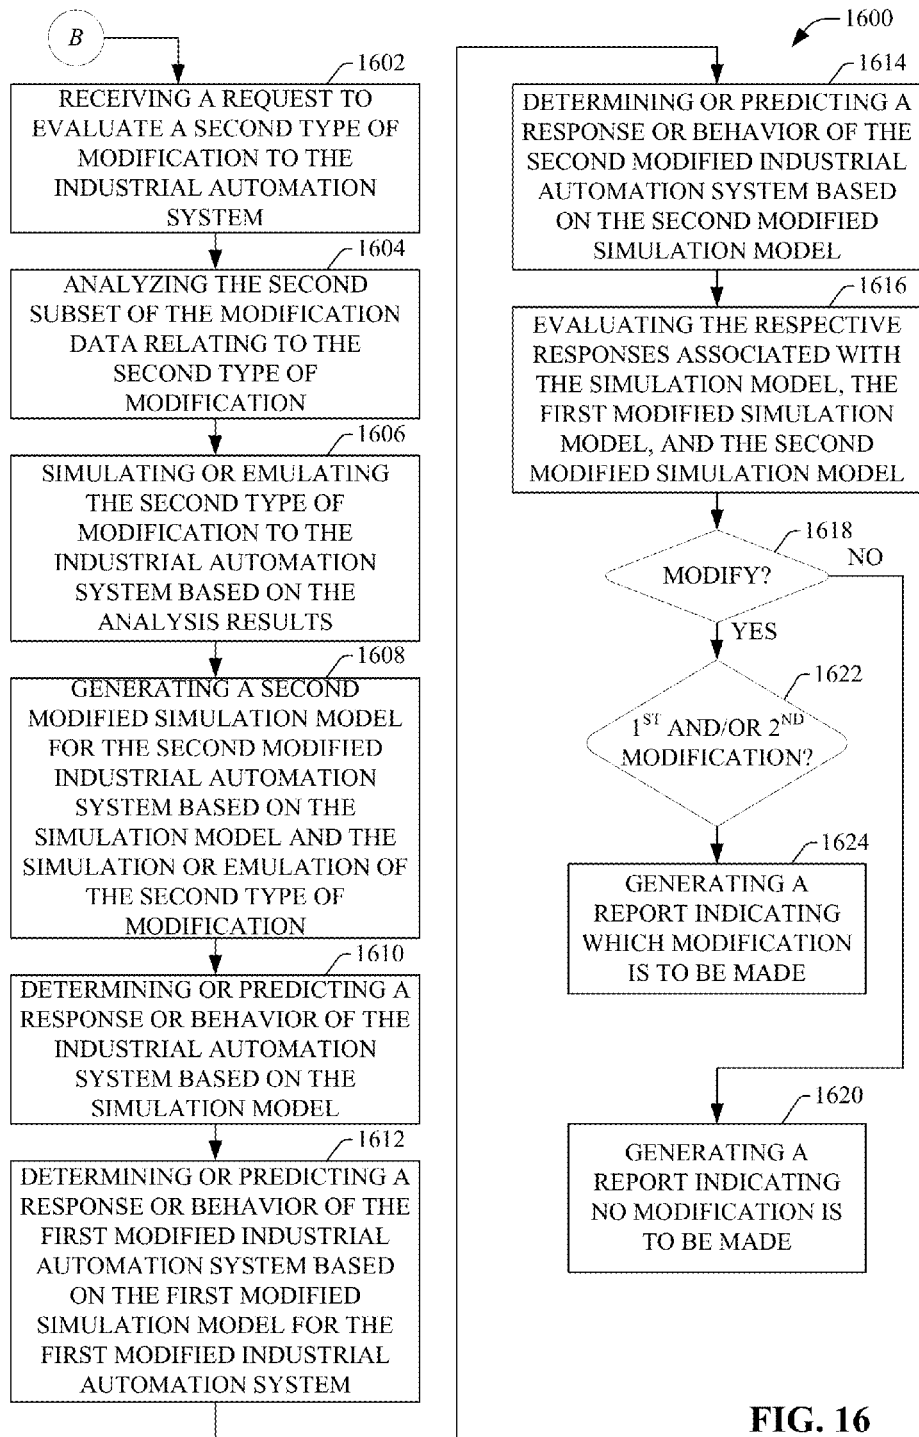 B
1602
RECEIVING A REQUEST TO
EVALUATE A SECOND TYPE OF
MODIFICATION TO THE
INDUSTRIAL AUTOMATION
SYSTEM
1604
ANALYZING THE SECOND
SUBSET OF THE MODIFICATION
DATA RELATING TO THE
SECOND TYPE OF
MODIFICATION
1606
SIMULATING OR EMULATING
THE SECOND TYPE OF
MODIFICATION TO THE
INDUSTRIAL AUTOMATION
SYSTEM BASED ON THE
ANALYSIS RESULTS
1608
GENERATING A SECOND
MODIFIED SIMULATION MODEL
FOR THE SECOND MODIFIED
INDUSTRIAL AUTOMATION
SYSTEM BASED ON THE
SIMULATION MODEL AND THE
SIMULATION OR EMULATION OF
THE SECOND TYPE OF
MODIFICATION
1610
DETERMINING OR PREDICTING A
RESPONSE OR BEHAVIOR OF THE
INDUSTRIAL AUTOMATION
SYSTEM BASED ON THE
SIMULATION MODEL
1612
DETERMINING OR PREDICTING A
RESPONSE OR BEHAVIOR OF THE
FIRST MODIFIED INDUSTRIAL
AUTOMATION SYSTEM BASED
ON THE FIRST MODIFIED
SIMULATION MODEL FOR THE
FIRST MODIFIED INDUSTRIAL
AUTOMATION SYSTEM
1600
1614
DETERMINING OR PREDICTING A
RESPONSE OR BEHAVIOR OF THE
SECOND MODIFIED INDUSTRIAL
AUTOMATION SYSTEM BASED
ON THE SECOND MODIFIED
SIMULATION MODEL
1616
EVALUATING THE RESPECTIVE
RESPONSES ASSOCIATED WITH
THE SIMULATION MODEL, THE
FIRST MODIFIED SIMULATION
MODEL, AND THE SECOND
MODIFIED SIMULATION MODEL
1618
MODIFY?
NO
YES
1622
1ST AND/OR 2ND
MODIFICATION?
1624
GENERATING A
REPORT INDICATING
WHICH MODIFICATION
IS TO BE MADE
1620
GENERATING A
REPORT INDICATING
NO MODIFICATION IS
TO BE MADE
FIG. 16